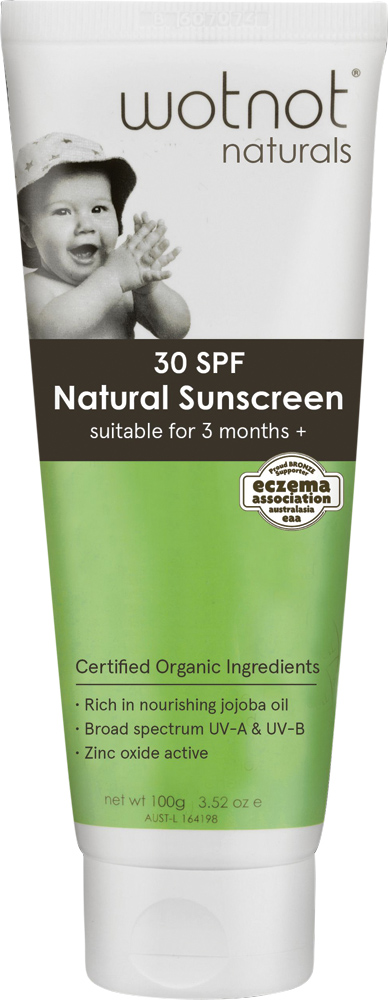 wotnot®
naturals
30 SPF
Natural Sunscreen
suitable for 3 months +
Proud BRONZE
Supporter
eczema
association
australasia
eaa
Certified Organic Ingredients
· Rich in nourishing jojoba oil
· Broad spectrum UV-A & UV-B
· Zinc oxide active
net wt 100g 3.52 oz e
AUST-L 164198